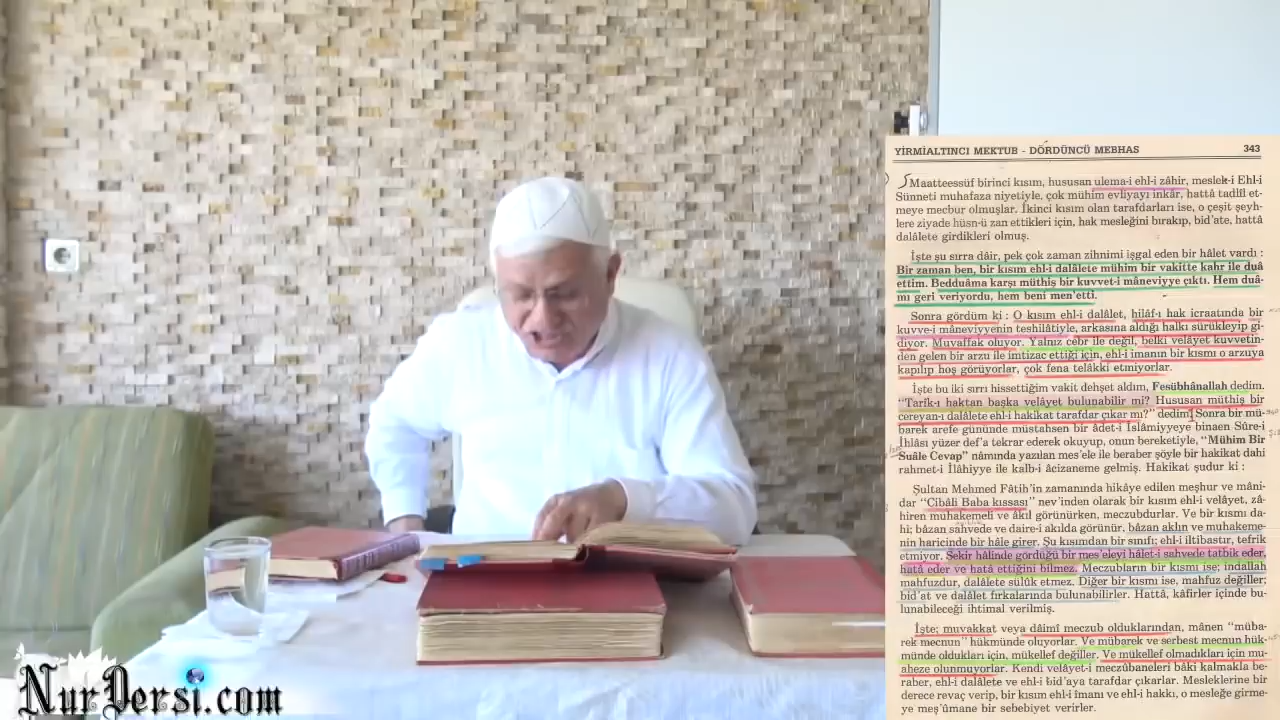 YİRMİALTINCI MEKTUB - DÖRDÜNCÜ MEBHAS 343
Maatteessüf birinci kısım, hususan ulema-i ehl-i zâhir, meslek-i Ehl-i
Sünneti muhafaza niyetiyle, çok mühim evliyayı inkâr, hattâ tadlîl et-
meye mecbur olmuşlar. İkinci kısım olan tarafdarları ise, o çeşit şeyh-
lere ziyade hüsn-ü zan ettikleri için, hak mesleğini bırakıp, bid'ate, hattâ
dalâlete girdikleri olmuş.
İşte şu sırra dâir, pek çok zaman zihnimi işgal eden bir hâlet vardı :
Bir zaman ben, bir kısım ehl-i dalâlete mühim bir vakitte kahr ile duâ
ettim. Bedduâma karşı müthiş bir kuvvet-i mâneviyye çıktı. Hem duâ-
mı geri veriyordu, hem beni men'etti.
Sonra gördüm ki : O kısım ehl-i dalâlet, hilâf-ı hak icraatında bir
kuvve-i mâneviyyenin teshilâtiyle, arkasına aldığı halkı sürükleyip gi-
diyor. Muvaffak oluyor. Yalnız cebr ile değil, belki velâyet kuvvetin-
den gelen bir arzu ile imtizac ettiği için, ehl-i imanın bir kısmı o arzuya
kapılıp hoş görüyorlar, çok fena telâkki etmiyorlar.
İşte bu iki sırrı hissettiğim vakit dehşet aldım, Fesübhânallah dedim.
"Tarîk-ı haktan başka velâyet bulunabilir mi? Hususan müthiş bir
cereyan-ı dalâlete ehl-i hakikat tarafdar çıkar mı?" dedim. Sonra bir mü-
barek arefe gününde müstahsen bir âdet-i İslâmiyyeye binaen Sûre-i
İhlâsı yüzer def'a tekrar ederek okuyup, onun bereketiyle, "Mühim Bir
Suâle Cevap" nâmında yazılan mes'ele ile beraber şöyle bir hakikat dahi
rahmet-i İlâhiyye ile kalb-i âcizaneme gelmiş. Hakikat şudur ki :
Sultan Mehmed Fâtih'in zamanında hikâye edilen meşhur ve mâni-
dar "Cibâli Baba kıssası" nev'inden olarak bir kısım ehl-i velâyet, zâ-
hiren muhakemeli ve âkıl görünürken, meczubdurlar. Ve bir kısmı da-
hi; bâzan sahvede ve daire-i akılda görünür, bâzan aklın ve muhakeme-
nin haricinde bir hâle girer. Şu kısımdan bir sınıfı; ehl-i iltibastır, tefrik
etmiyor. Sekir hâlinde gördüğü bir mes'eleyi hâlet-i sahvede tatbik eder,
hatâ eder ve hatâ ettiğini bilmez. Meczubların bir kısmı ise; indallah
mahfuzdur, dalâlete sülûk etmez. Diğer bir kısmı ise, mahfuz değiller;
bid'at ve dalâlet fırkalarında bulunabilirler. Hattâ, kâfirler içinde bu-
lunabileceği ihtimal verilmiş.
İşte; muvakkat veya dâimî meczub olduklarından, mânen "müba-
rek mecnun" hükmünde oluyorlar. Ve mübarek ve serbest mecnun hük-
münde oldukları için, mükellef değiller. Ve mükellef olmadıkları için mu-
aheze olunmuyorlar. Kendi velâyet-i meczûbaneleri bâki kalmakla be-
raber, ehl-i dalâlete ve ehl-i bid'aya tarafdar çıkarlar. Mesleklerine bir
derece revaç verip, bir kısım ehl-i îmanı ve ehl-i hakkı, o mesleğe girme-
ye meş'ûmane bir sebebiyet verirler.
NurDersi.com